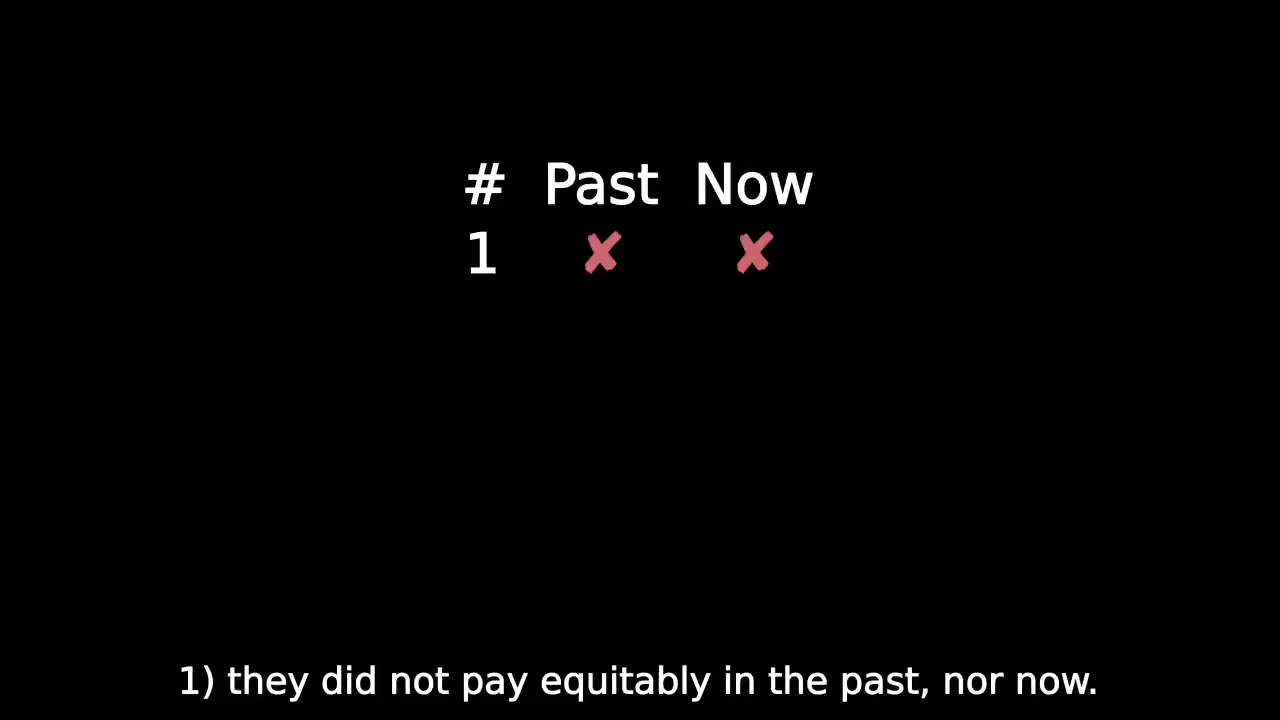 # Past Now
1 ✘ ✘
1) they did not pay equitably in the past, nor now.